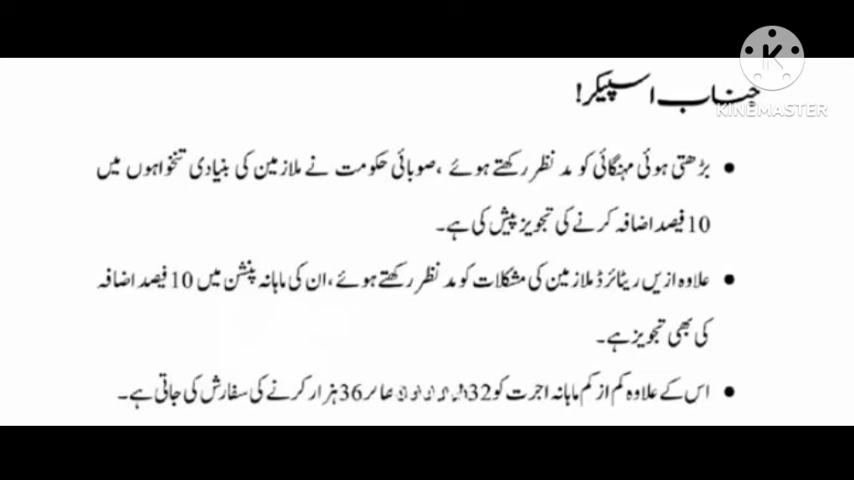 KINEMASTER
جناب اسپیکر!
بڑھتی ہوئی مہنگائی کو مد نظر رکھتے ہوئے ،صوبائی حکومت نے ملازمین کی بنیادی تنخواہوں میں
10 فیصد اضافہ کرنے کی تجویز پیش کی ہے۔
علاوہ ازیں ریٹائرڈ ملازمین کی مشکلات کو مد نظر رکھتے ہوئے ،ان کی ماہانہ پنشن میں 10 فیصد اضافہ
کی بھی تجویز ہے۔
اس کے علاوہ کم از کم ماہانہ اجرت کو 32 36 ہزار کرنے کی سفارش کی جاتی ہے۔